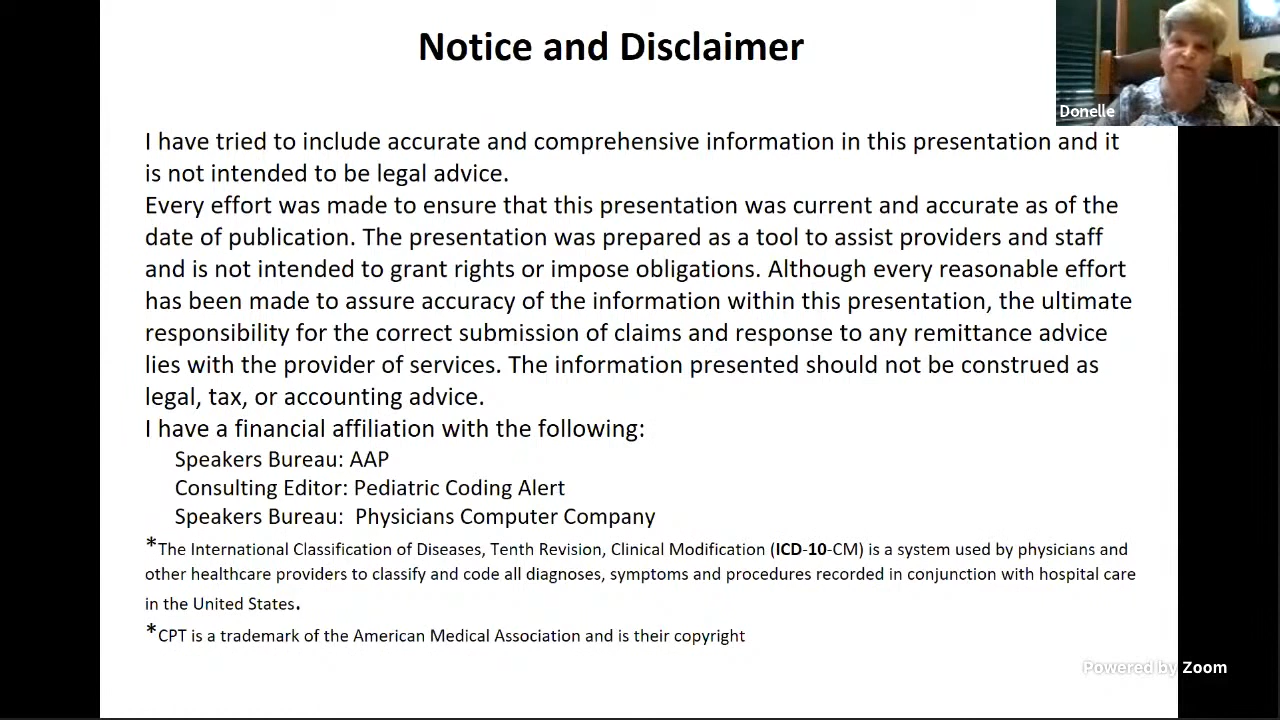 Notice and Disclaimer
Donelle
I have tried to include accurate and comprehensive information in this presentation and it
is not intended to be legal advice.
Every effort was made to ensure that this presentation was current and accurate as of the
date of publication. The presentation was prepared as a tool to assist providers and staff
and is not intended to grant rights or impose obligations. Although every reasonable effort
has been made to assure accuracy of the information within this presentation, the ultimate
responsibility for the correct submission of claims and response to any remittance advice
lies with the provider of services. The information presented should not be construed as
legal, tax, or accounting advice.
I have a financial affiliation with the following:
Speakers Bureau: AAP
Consulting Editor: Pediatric Coding Alert
Speakers Bureau:  Physicians Computer Company
*The International Classification of Diseases, Tenth Revision, Clinical Modification (ICD-10-CM) is a system used by physicians and
other healthcare providers to classify and code all diagnoses, symptoms and procedures recorded in conjunction with hospital care
in the United States.
*CPT is a trademark of the American Medical Association and is their copyright
Powered by Zoom